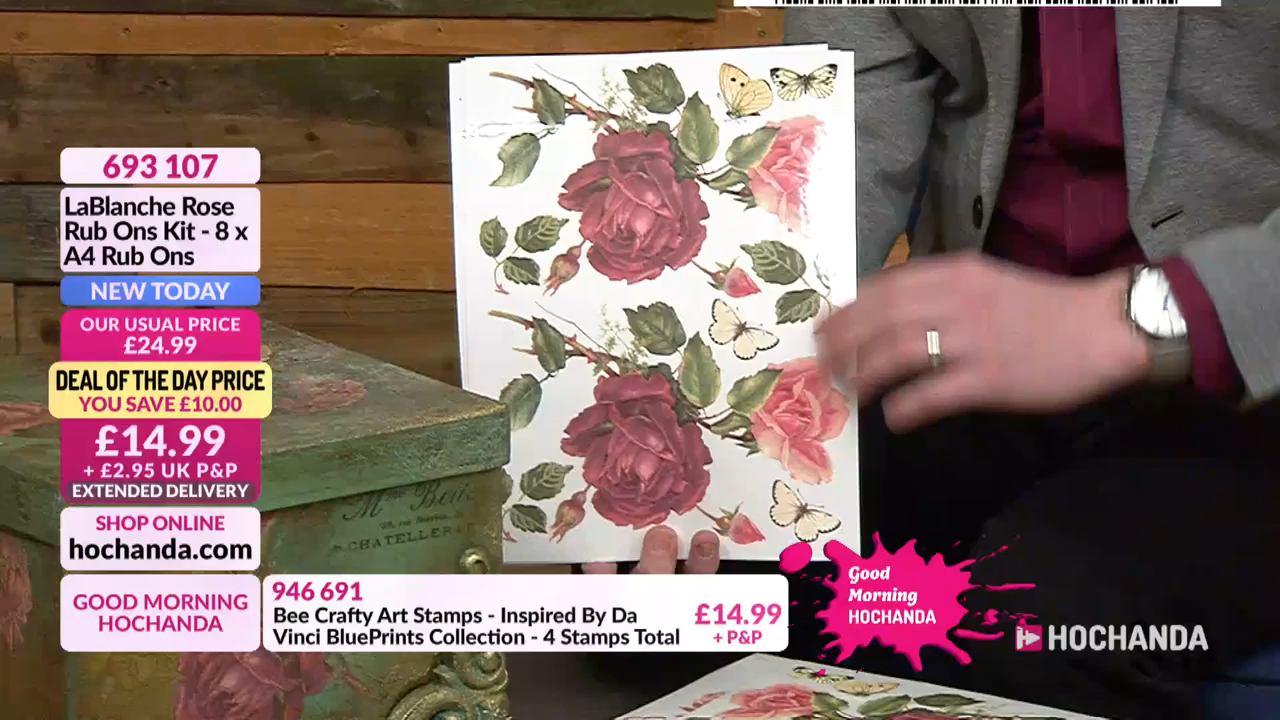 693 107
LaBlanche Rose
Rub Ons Kit - 8 x
A4 Rub Ons
NEW TODAY
OUR USUAL PRICE
£24.99
DEAL OF THE DAY PRICE
YOU SAVE £10.00
£14.99
+ £2.95 UK P&P
EXTENDED DELIVERY
SHOP ONLINE
hochanda.com
GOOD MORNING
HOCHANDA
946 691
Bee Crafty Art Stamps - Inspired By Da
Vinci BluePrints Collection - 4 Stamps Total
£14.99
+ P&P
Good
Morning
HOCHANDA
HOCHANDA
CHATELLER